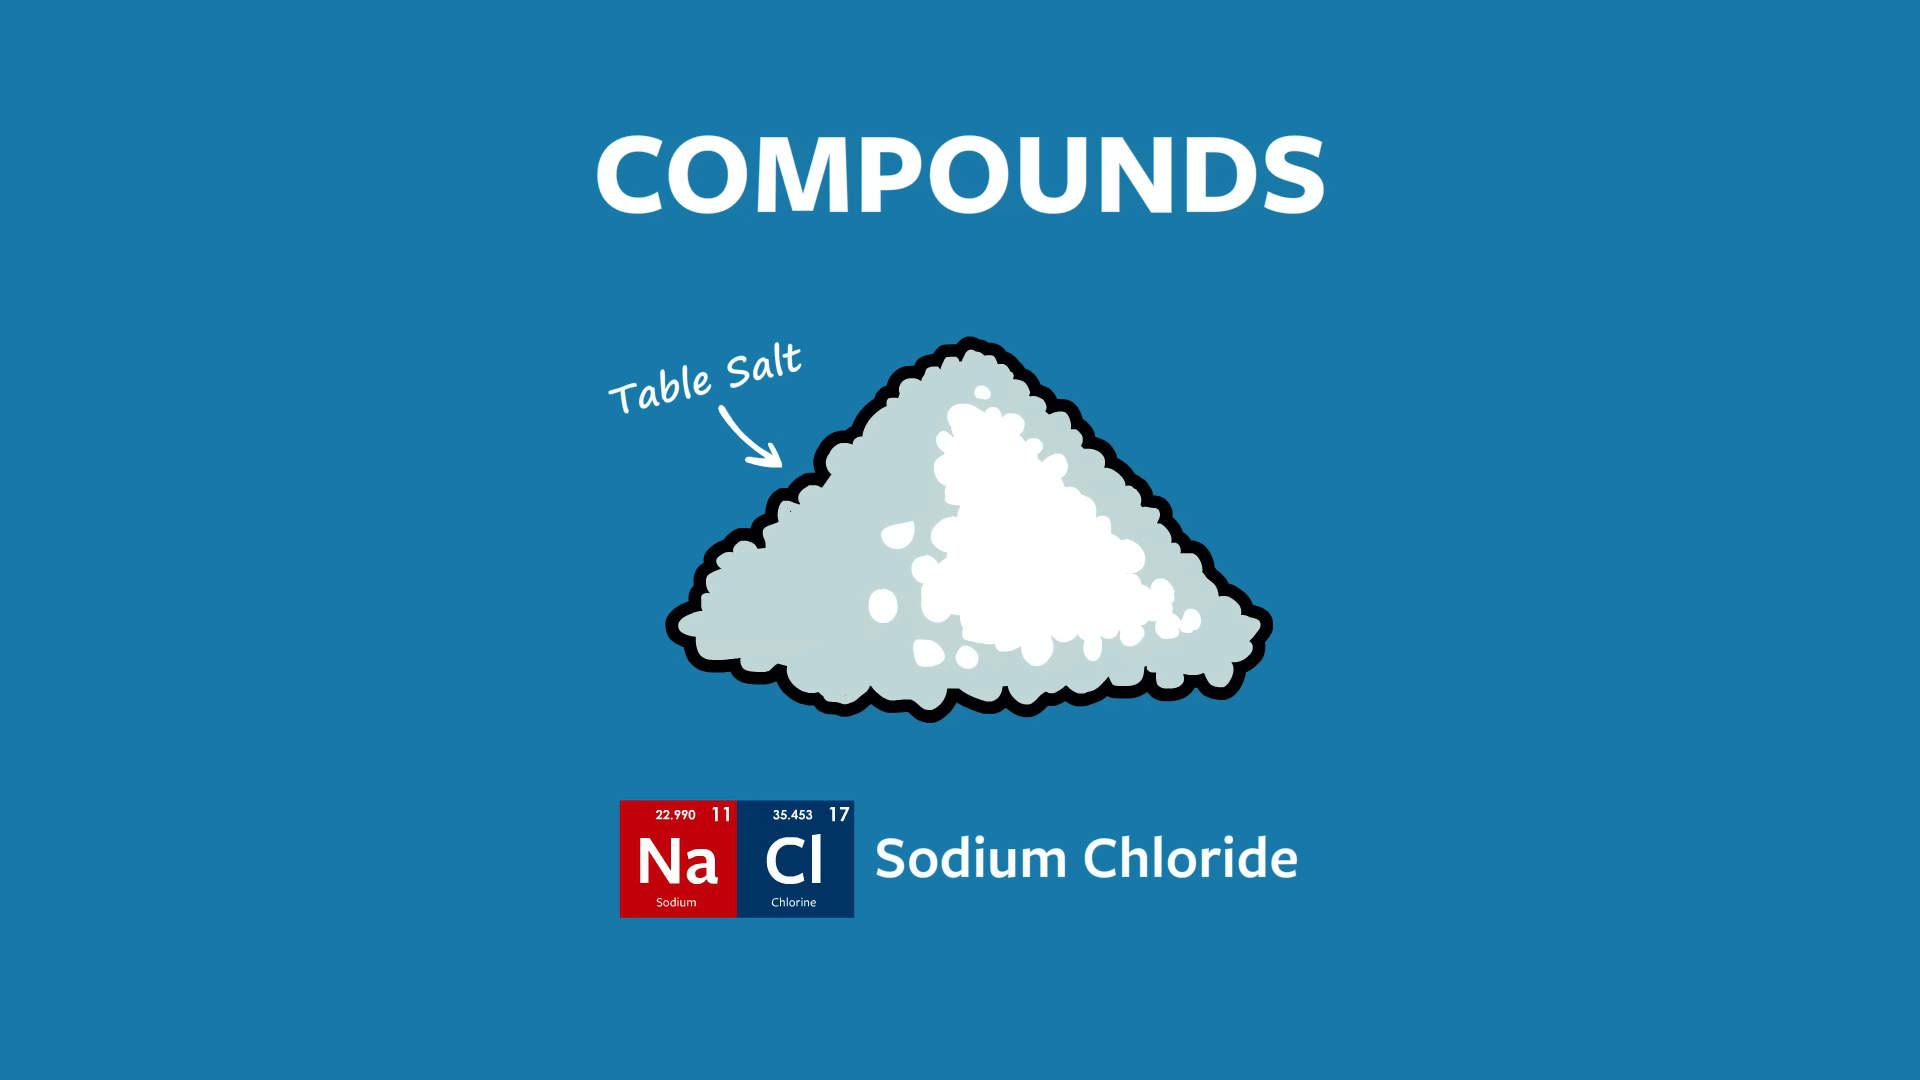 COMPOUNDS
Table Salt
22.990 11 35.453 17
Na Cl Sodium Chloride
Sodium Chlorine